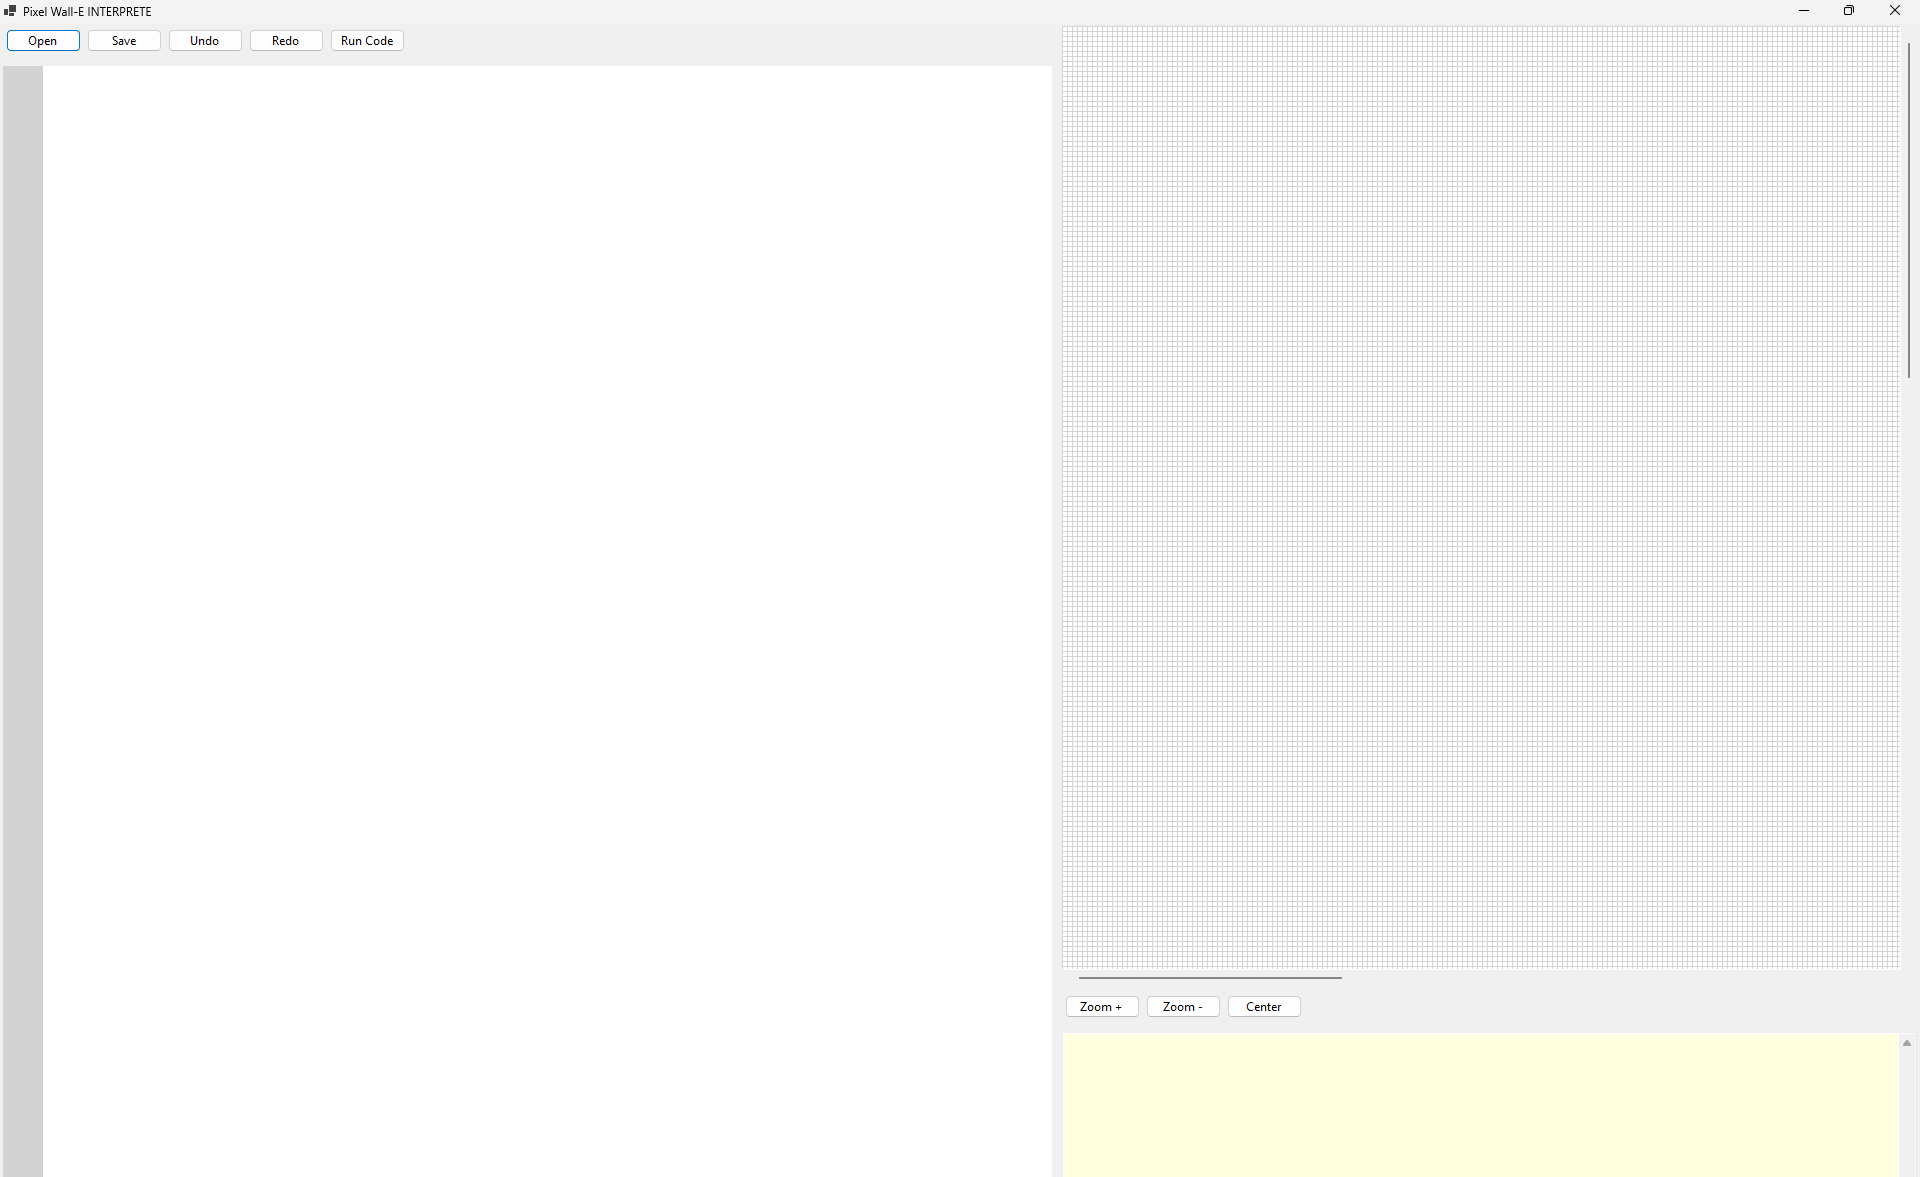 Pixel Wall-E INTERPRETE
Open Save Undo Redo Run Code
Zoom + Zoom - Center